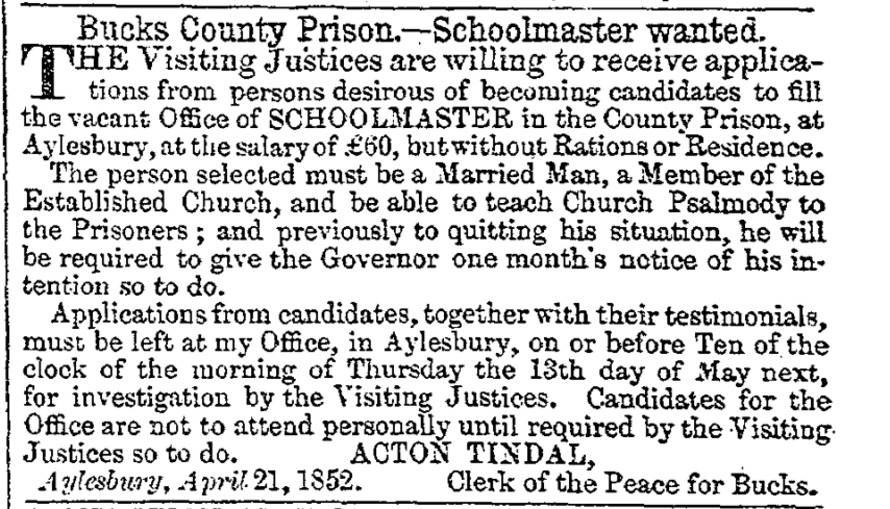 Bucks County Prison.—Schoolmaster wanted.
THE Visiting Justices are willing to receive applica-
tions from persons desirous of becoming candidates to fill
the vacant Office of SCHOOLMASTER in the County Prison, at
Aylesbury, at the salary of £60, but without Rations or Residence.
The person selected must be a Married Man, a Member of the
Established Church, and be able to teach Church Psalmody to
the Prisoners; and previously to quitting his situation, he will
be required to give the Governor one month's notice of his in-
tention so to do.
Applications from candidates, together with their testimonials,
must be left at my Office, in Aylesbury, on or before Ten of the
clock of the morning of Thursday the 13th day of May next,
for investigation by the Visiting Justices. Candidates for the
Office are not to attend personally until required by the Visiting
Justices so to do. ACTON TINDAL,
Aylesbury, April 21, 1852. Clerk of the Peace for Bucks.